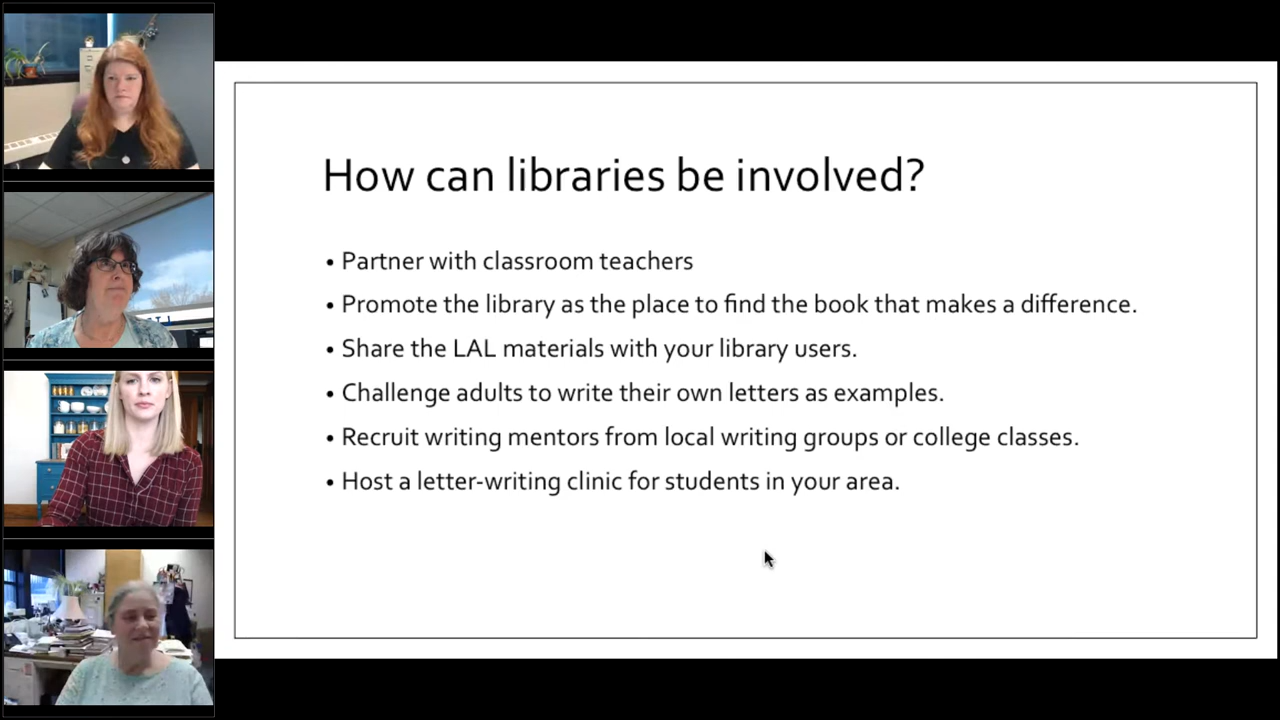 How can libraries be involved?
• Partner with classroom teachers
• Promote the library as the place to find the book that makes a difference.
• Share the LAL materials with your library users.
• Challenge adults to write their own letters as examples.
• Recruit writing mentors from local writing groups or college classes.
• Host a letter-writing clinic for students in your area.